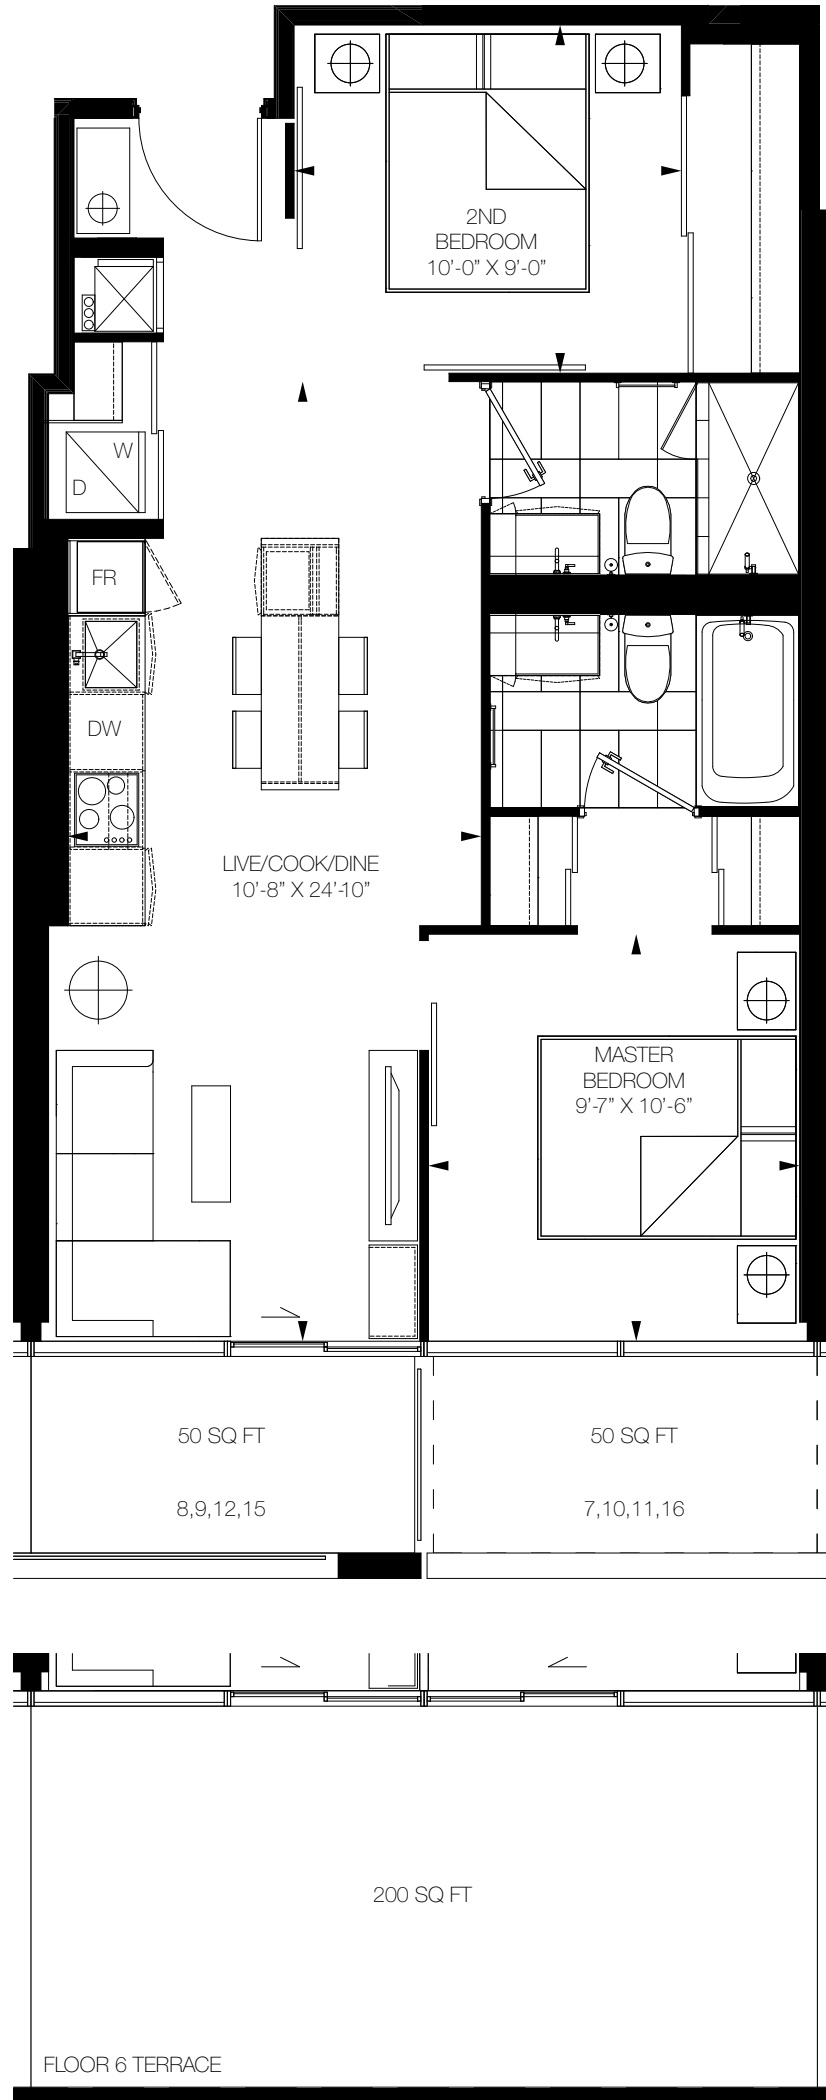 2ND
BEDROOM
10'-0" X 9'-0"
W
D
FR
DW
LIVE/COOK/DINE
10'-8" X 24'-10"
MASTER
BEDROOM
9'-7" X 10'-6"
50 SQ FT
50 SQ FT
8,9,12,15
7,10,11,16
200 SQ FT
FLOOR 6 TERRACE